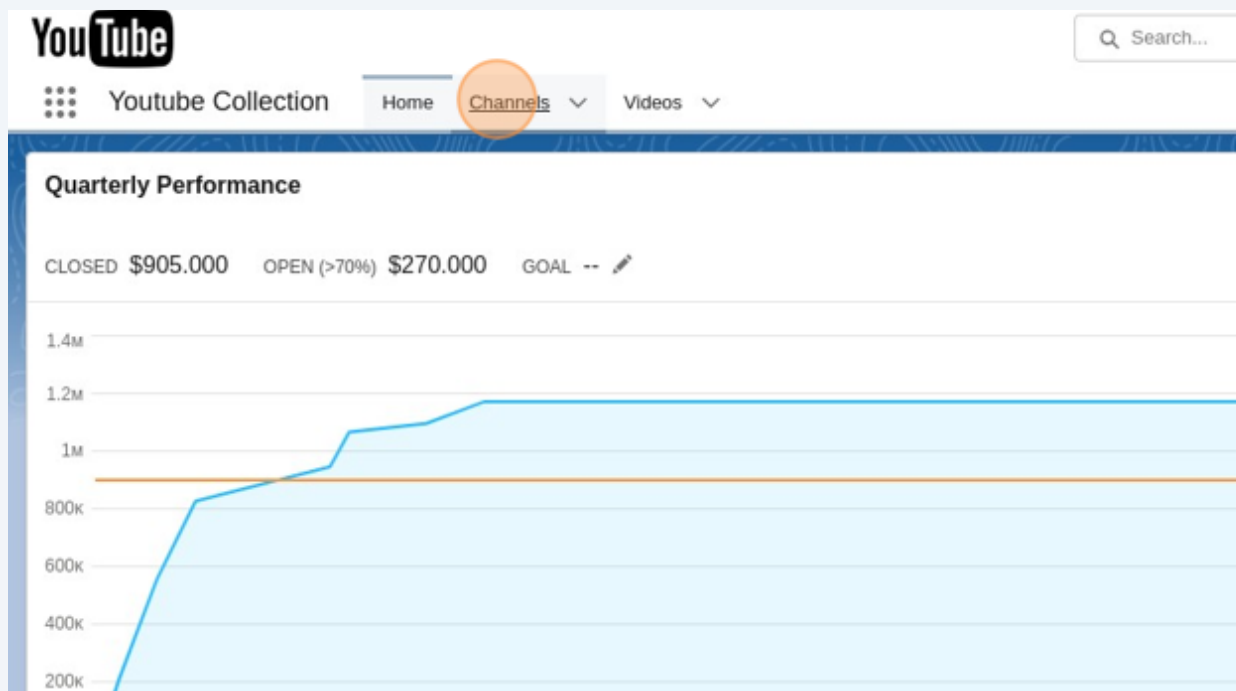 YouTube
Search...
Youtube Collection Home Channels Videos
Quarterly Performance
CLOSED $905.000 OPEN (>70%) $270.000 GOAL --
1.4M
1.2M
1M
800K
600K
400K
200K